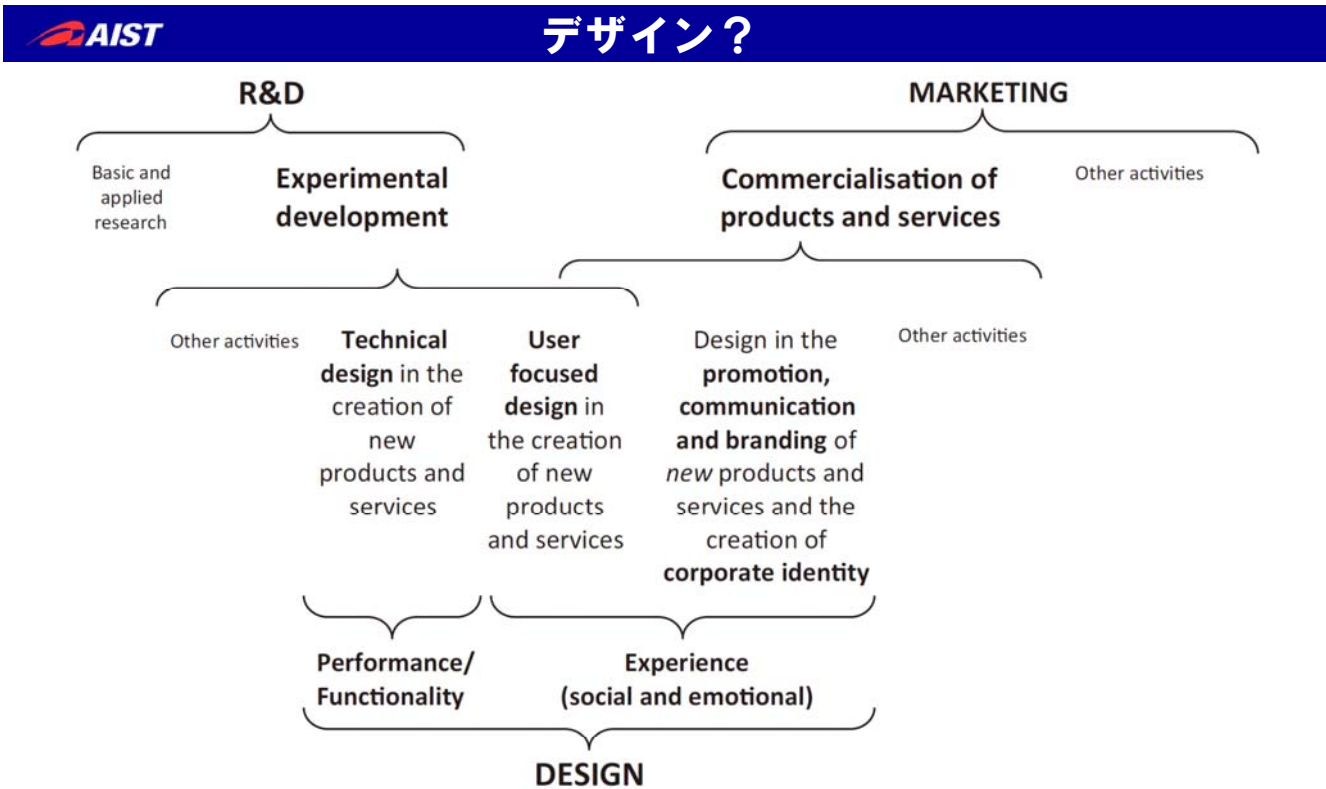 AIST
デザイン？
R&D
MARKETING
Basic and
applied
research
Experimental
development
Commercialisation of
products and services
Other activities
Other activities
Technical
design in the
creation of
new
products and
services
User
focused
design in
the creation
of new
products
and services
Design in the
promotion,
communication
and branding of
new products and
services and the
creation of
corporate identity
Other activities
Performance/
Functionality
Experience
(social and emotional)
DESIGN